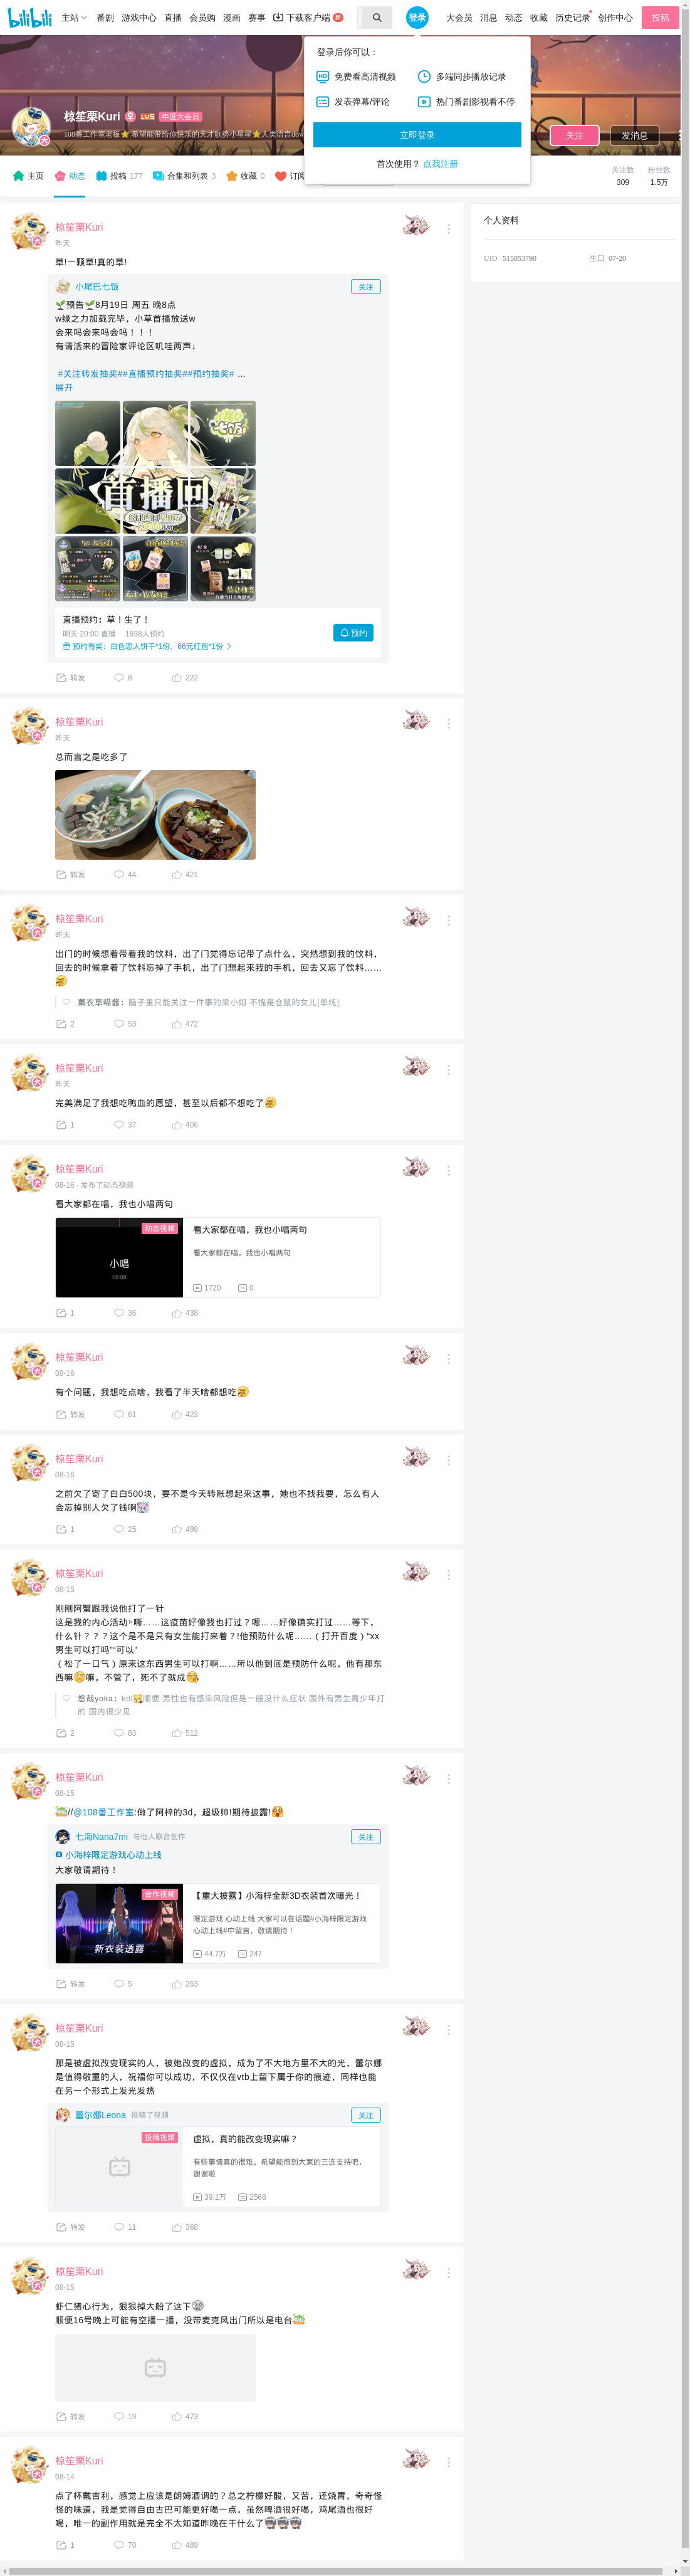 bilibili 主站 番剧 游戏中心 直播 会员购 漫画 赛事 下载客户端 新 登录 大会员 消息 动态 收藏 历史记录 创作中心 投稿
登录后你可以：
免费看高清视频 多端同步播放记录
发表弹幕/评论 热门番剧影视看不停
立即登录
首次使用？ 点我注册
椋笙栗Kuri LV5 年度大会员
关注 发消息
主页 动态 投稿 177 合集和列表 3 收藏 0 订阅
关注数 粉丝数
309 1.5万
个人资料
UID 515053790 生日 07-20
椋笙栗Kuri
昨天
草!一颗草!真的草!
小尾巴七饭 关注
🌱预告🌱8月19日 周五 晚8点
w绿之力加载完毕，小草首播放送w
会来吗会来吗会吗！！！
有请活来的冒险家评论区叽哇两声↓
#关注转发抽奖##直播预约抽奖##预约抽奖# ...
展开
首播回
直播预约：草！生了！
明天 20:00 直播 1938人预约
预约有奖：白色恋人饼干*1份、66元红包*1份
预约
转发 8 222
椋笙栗Kuri
昨天
总而言之是吃多了
转发 44 421
椋笙栗Kuri
昨天
出门的时候想着带着我的饮料，出了门觉得忘记带了点什么，突然想到我的饮料，
回去的时候拿着了饮料忘掉了手机，出了门想起来我的手机，回去又忘了饮料……
薰衣草喵酱：脑子里只能关注一件事的梁小姐 不愧是仓鼠的女儿[单纯]
2 53 472
椋笙栗Kuri
昨天
完美满足了我想吃鸭血的愿望，甚至以后都不想吃了
1 37 406
椋笙栗Kuri
08-16 · 发布了动态视频
看大家都在唱，我也小唱两句
动态视频
小唱
00:08
看大家都在唱，我也小唱两句
看大家都在唱，我也小唱两句
1720 0
1 36 438
椋笙栗Kuri
08-16
有个问题，我想吃点啥，我看了半天啥都想吃
转发 61 423
椋笙栗Kuri
08-16
之前欠了寄了白白500块，要不是今天转账想起来这事，她也不找我要，怎么有人
会忘掉别人欠了钱啊
1 25 498
椋笙栗Kuri
08-15
刚刚阿蟹跟我说他打了一针
这是我的内心活动▹嘶……这疫苗好像我也打过？嗯……好像确实打过……等下，
什么针？？？这个是不是只有女生能打来着？!他预防什么呢……（打开百度）“xx
男生可以打吗”“可以”
（松了一口气）原来这东西男生可以打啊……所以他到底是预防什么呢，他有那东
西嘛嘛，不管了，死不了就成
悠哉yoka：kdl顺便 男性也有感染风险但是一般没什么症状 国外有男生青少年打
的 国内很少见
2 83 512
椋笙栗Kuri
08-15
//@108番工作室:做了阿梓的3d，超级帅!期待披露!
七海Nana7mi 与他人联合创作 关注
小海梓限定游戏心动上线
大家敬请期待！
合作视频
新衣装透露
【重大披露】小海梓全新3D衣装首次曝光！
限定游戏 心动上线 大家可以在话题#小海梓限定游戏
心动上线#中留言，敬请期待！
44.7万 247
转发 5 253
椋笙栗Kuri
08-15
那是被虚拟改变现实的人，被她改变的虚拟，成为了不大地方里不大的光，蕾尔娜
是值得敬重的人，祝福你可以成功，不仅仅在vtb上留下属于你的痕迹，同样也能
在另一个形式上发光发热
蕾尔娜Leona 投稿了视频 关注
投稿视频
虚拟，真的能改变现实嘛？
有些事情真的很难，希望能得到大家的三连支持吧，
谢谢啦
39.1万 2568
转发 11 368
椋笙栗Kuri
08-15
虾仁猪心行为，狠狠掉大船了这下
顺便16号晚上可能有空播一播，没带麦克风出门所以是电台
转发 19 473
椋笙栗Kuri
08-14
点了杯戴吉利，感觉上应该是朗姆酒调的？总之柠檬好酸，又苦，还烧胃，奇奇怪
怪的味道，我是觉得自由古巴可能更好喝一点，虽然啤酒很好喝，鸡尾酒也很好
喝，唯一的副作用就是完全不太知道昨晚在干什么了
1 70 489